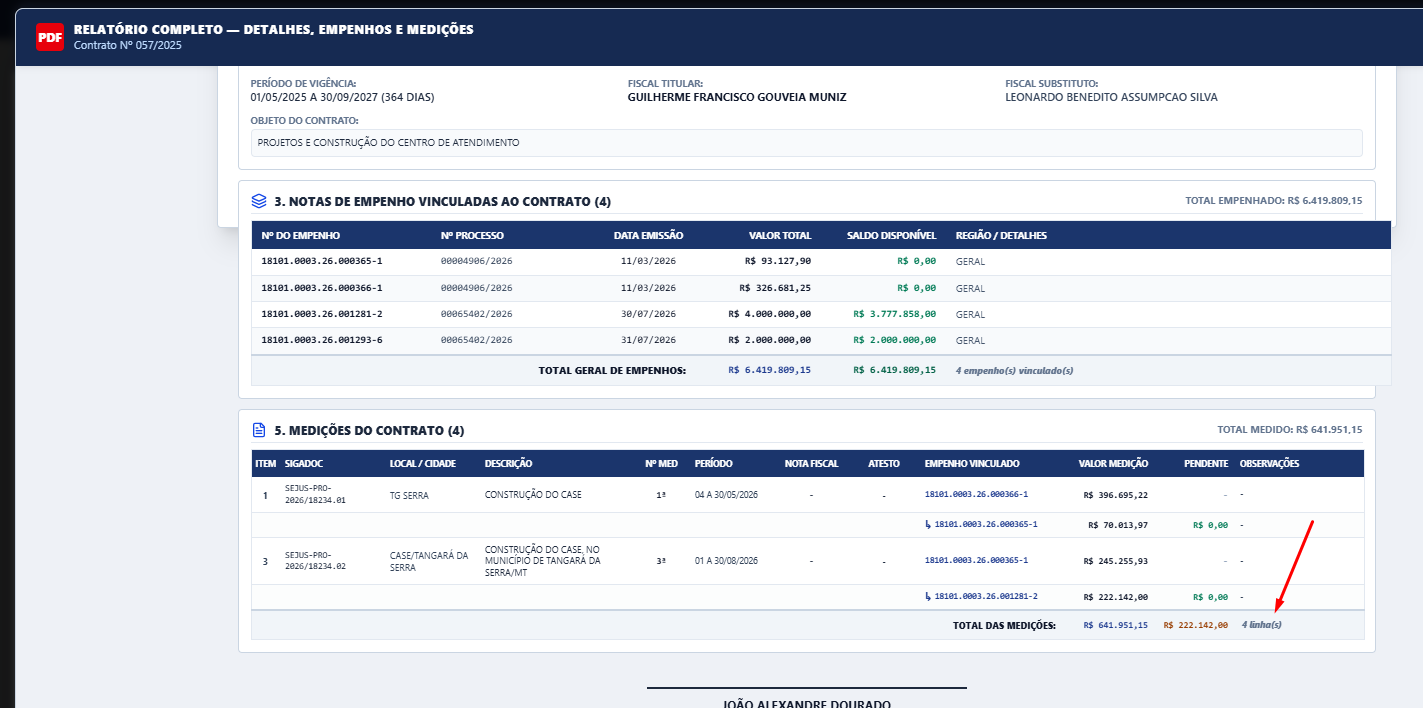 PDF
RELATÓRIO COMPLETO — DETALHES, EMPENHOS E MEDIÇÕES
Contrato Nº 057/2025
PERÍODO DE VIGÊNCIA: FISCAL TITULAR: FISCAL SUBSTITUTO:
01/05/2025 A 30/09/2027 (364 DIAS) GUILHERME FRANCISCO GOUVEIA MUNIZ LEONARDO BENEDITO ASSUMPCAO SILVA
OBJETO DO CONTRATO:
PROJETOS E CONSTRUÇÃO DO CENTRO DE ATENDIMENTO
3. NOTAS DE EMPENHO VINCULADAS AO CONTRATO (4) TOTAL EMPENHADO: R$ 6.419.809,15
Nº DO EMPENHO Nº PROCESSO DATA EMISSÃO VALOR TOTAL SALDO DISPONÍVEL REGIÃO / DETALHES
18101.0003.26.000365-1 00004906/2026 11/03/2026 R$ 93.127,90 R$ 0,00 GERAL
18101.0003.26.000366-1 00004906/2026 11/03/2026 R$ 326.681,25 R$ 0,00 GERAL
18101.0003.26.001281-2 00065402/2026 30/07/2026 R$ 4.000.000,00 R$ 3.777.858,00 GERAL
18101.0003.26.001293-6 00065402/2026 31/07/2026 R$ 2.000.000,00 R$ 2.000.000,00 GERAL
TOTAL GERAL DE EMPENHOS: R$ 6.419.809,15 R$ 6.419.809,15 4 empenho(s) vinculado(s)
5. MEDIÇÕES DO CONTRATO (4) TOTAL MEDIDO: R$ 641.951,15
ITEM SIGADOC LOCAL / CIDADE DESCRIÇÃO Nº MED PERÍODO NOTA FISCAL ATESTO EMPENHO VINCULADO VALOR MEDIÇÃO PENDENTE OBSERVAÇÕES
1 SEJUS-PRO-2026/18234.01 TG SERRA CONSTRUÇÃO DO CASE 1ª 04 A 30/05/2026 - - 18101.0003.26.000366-1 R$ 396.695,22 - -
↳ 18101.0003.26.000365-1 R$ 70.013,97 R$ 0,00 -
3 SEJUS-PRO-2026/18234.02 CASE/TANGARÁ DA SERRA CONSTRUÇÃO DO CASE, NO MUNICÍPIO DE TANGARÁ DA SERRA/MT 3ª 01 A 30/08/2026 - - 18101.0003.26.000365-1 R$ 245.255,93 - -
↳ 18101.0003.26.001281-2 R$ 222.142,00 R$ 0,00 -
TOTAL DAS MEDIÇÕES: R$ 641.951,15 R$ 222.142,00 4 linha(s)
JOÃO ALEXANDRE DOURADO